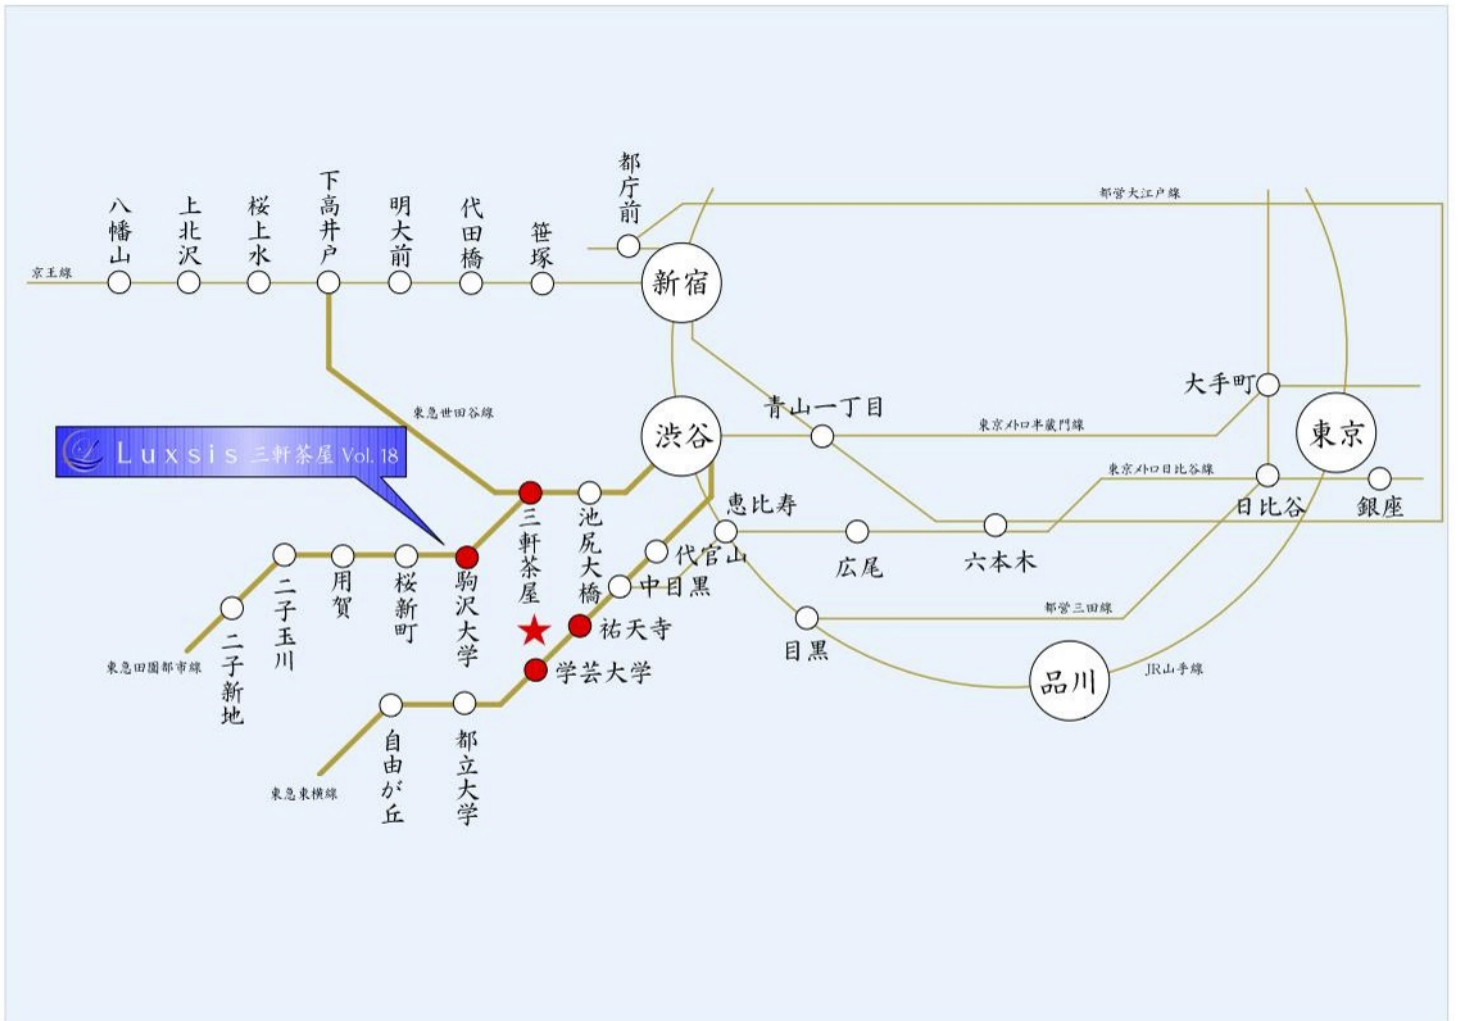 都庁前
都営大江戸線
八幡山
上北沢
桜上水
下高井戸
明大前
代田橋
笹塚
新宿
京王線
大手町
青山一丁目
東急世田谷線
渋谷
東京メトロ半蔵門線
東京
Luxsis 三軒茶屋 Vol. 18
東京メトロ日比谷線
日比谷
銀座
三軒茶屋
池尻大橋
恵比寿
代官山
広尾
六本木
二子玉川
用賀
桜新町
駒沢大学
中目黒
都営三田線
二子新地
祐天寺
目黒
東急田園都市線
学芸大学
品川
JR山手線
自由が丘
都立大学
東急東横線